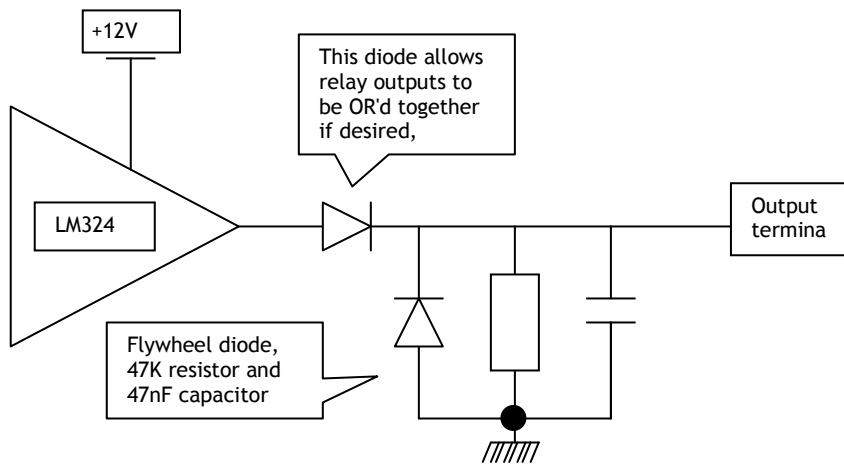 +12V
This diode allows
relay outputs to
be OR'd together
if desired,
LM324
Output
termina
Flywheel diode,
47K resistor and
47nF capacitor